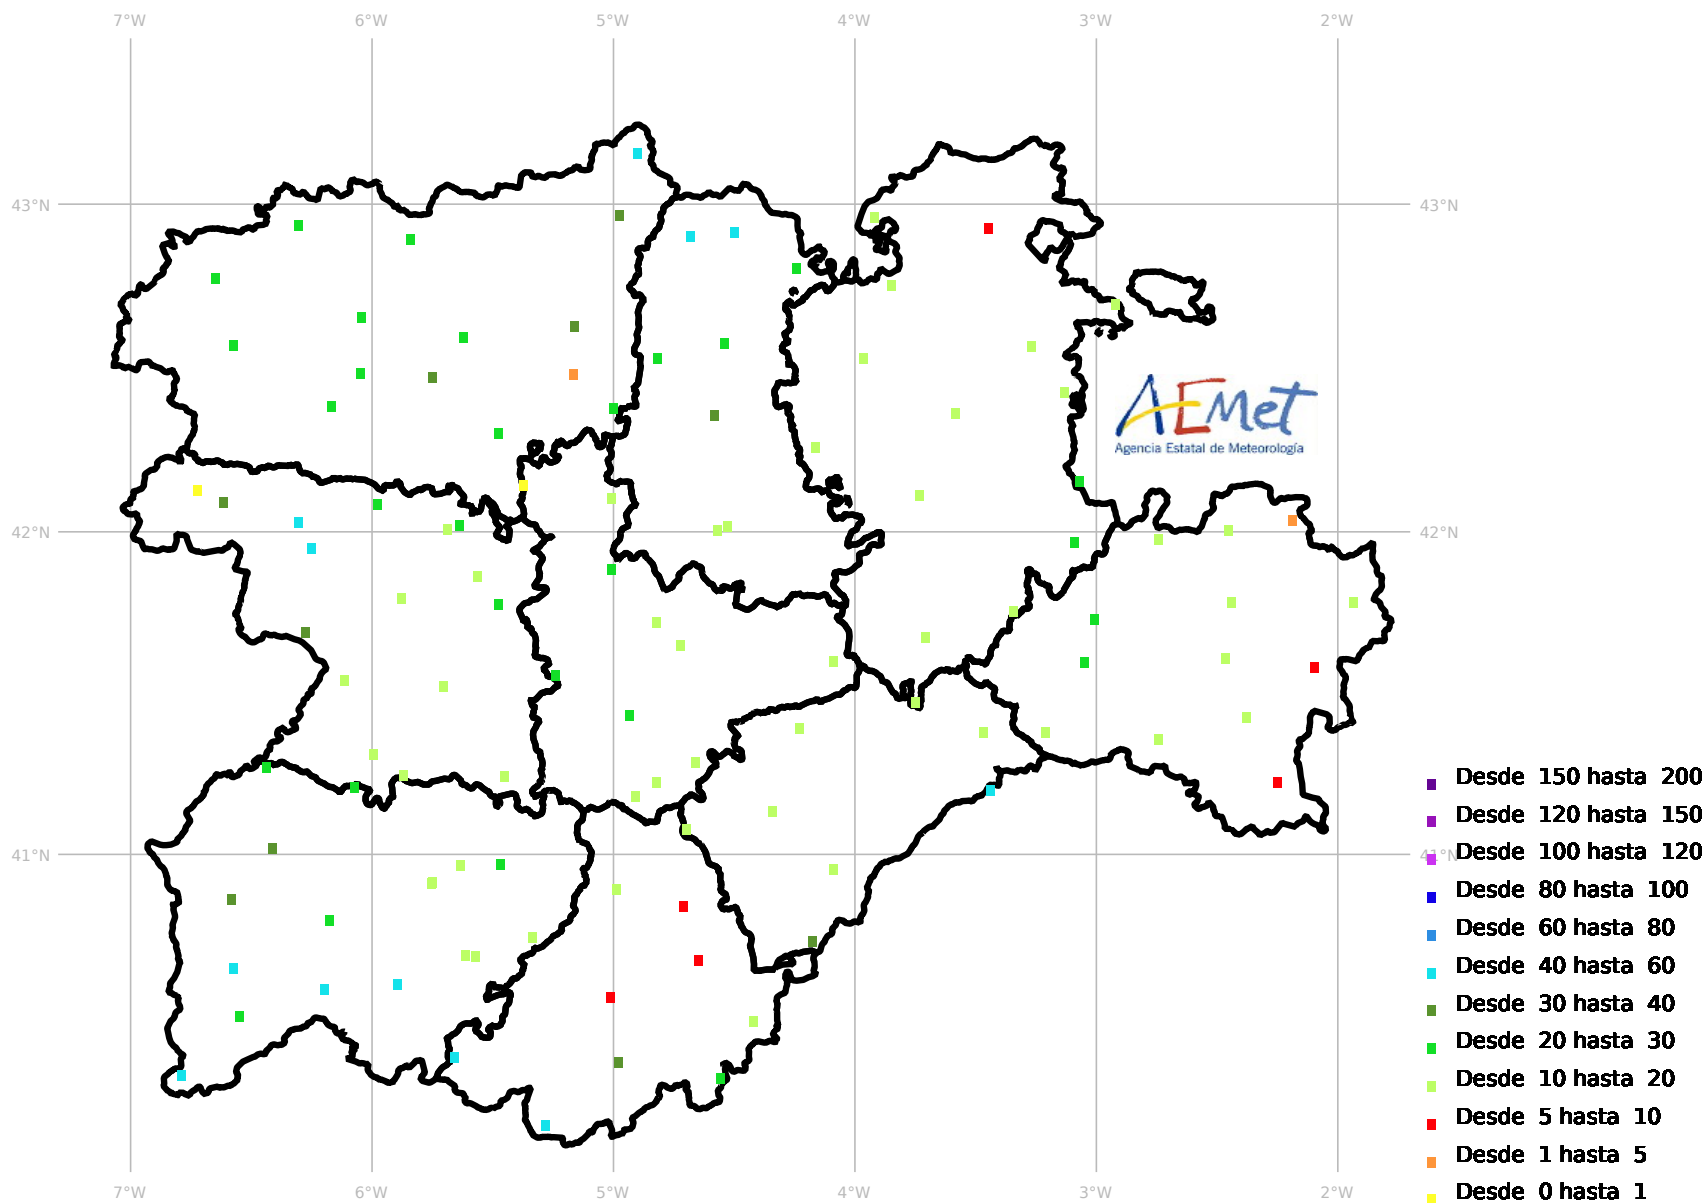 7°W 6°W 5°W 4°W 3°W 2°W
43°N 43°N
AEMet
Agencia Estatal de Meteorología
42°N 42°N
Desde 150 hasta 200
Desde 120 hasta 150
41°N 41°N
Desde 100 hasta 120
Desde 80 hasta 100
Desde 60 hasta 80
Desde 40 hasta 60
Desde 30 hasta 40
Desde 20 hasta 30
Desde 10 hasta 20
Desde 5 hasta 10
Desde 1 hasta 5
Desde 0 hasta 1
7°W 6°W 5°W 4°W 3°W 2°W